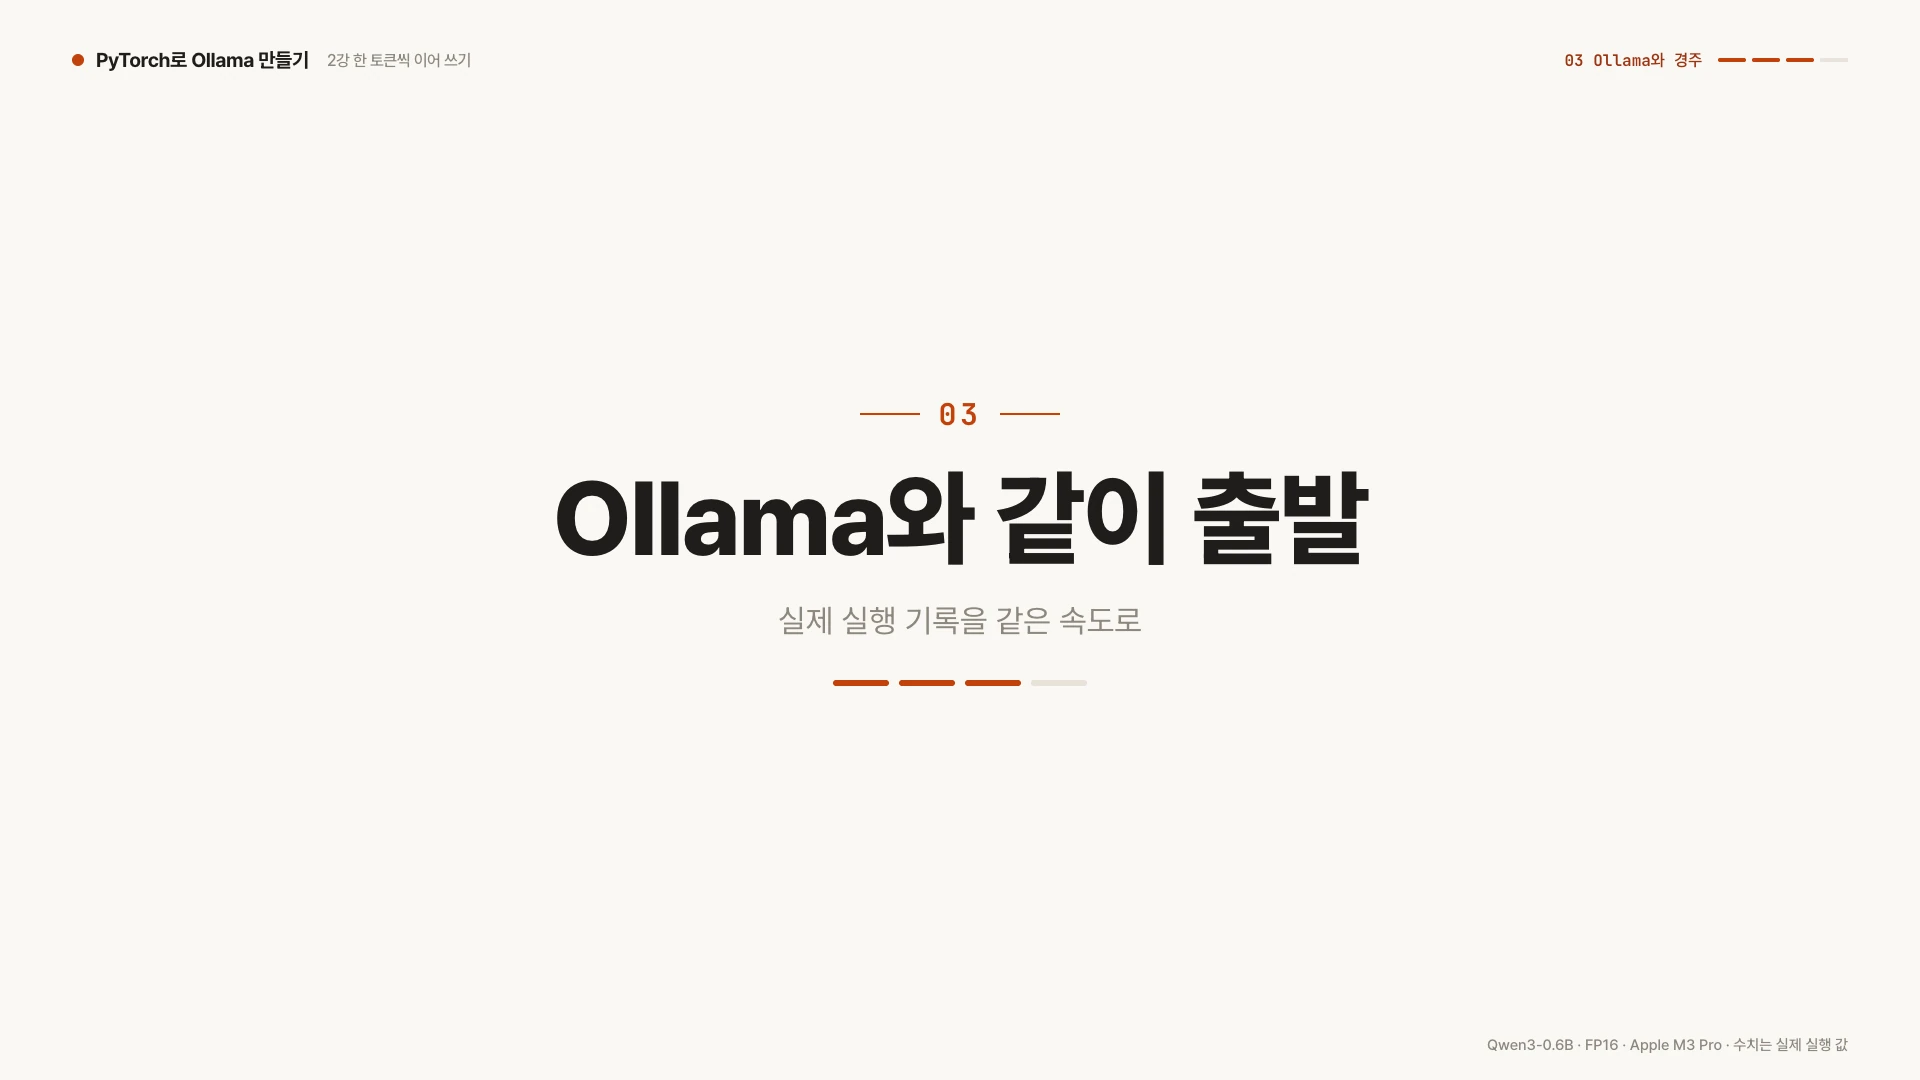 PyTorch로 Ollama 만들기 2강 한 토큰씩 이어 쓰기
03 Ollama와 경주
03
Ollama와 같이 출발
실제 실행 기록을 같은 속도로
Qwen3-0.6B · FP16 · Apple M3 Pro · 수치는 실제 실행 값